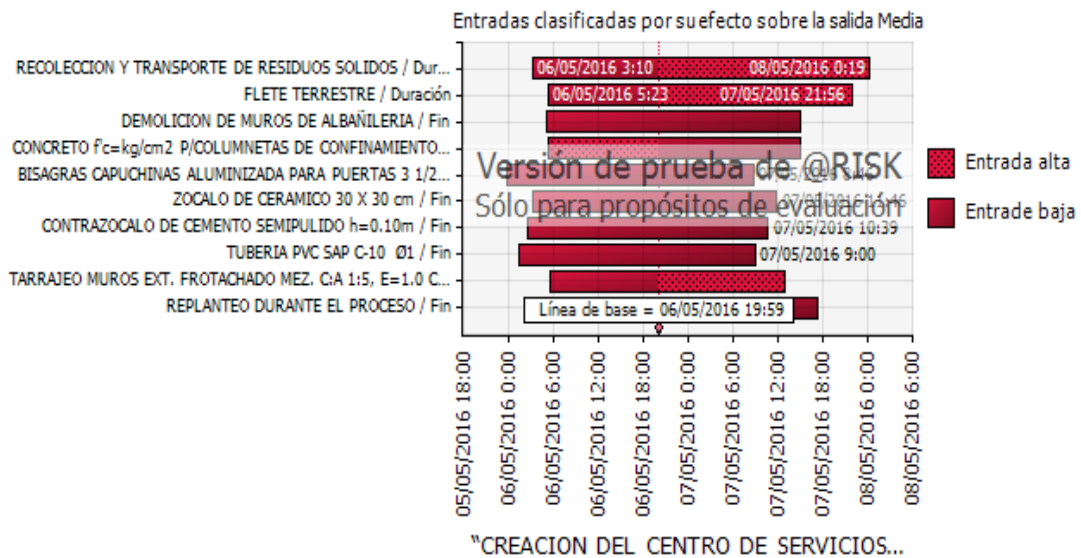 Entradas clasificadas por su efecto sobre la salida Media
RECOLECCION Y TRANSPORTE DE RESIDUOS SOLIDOS / Dur...
06/05/2016 3:10
08/05/2016 0:19
FLETE TERRESTRE / Duración
06/05/2016 5:23
07/05/2016 21:56
DEMOLICION DE MUROS DE ALBAÑILERIA / Fin
CONCRETO f'c=kg/cm2 P/COLUMNETAS DE CONFINAMIENTO...
BISAGRAS CAPUCHINAS ALUMINIZADA PARA PUERTAS 3 1/2...
Versión de prueba de @RISK
ZOCALO DE CERAMICO 30 X 30 cm / Fin
Sólo para propósitos de evaluación
CONTRAZOCALO DE CEMENTO SEMIPULIDO h=0.10m / Fin
07/05/2016 10:39
TUBERIA PVC SAP C-10 Ø1 / Fin
07/05/2016 9:00
TARRAJEO MUROS EXT. FROTACHADO MEZ. C:A 1:5, E=1.0 C...
REPLANTEO DURANTE EL PROCESO / Fin
Línea de base = 06/05/2016 19:59
Entrada alta
Entrade baja
05/05/2016 18:00
06/05/2016 0:00
06/05/2016 6:00
06/05/2016 12:00
06/05/2016 18:00
07/05/2016 0:00
07/05/2016 6:00
07/05/2016 12:00
07/05/2016 18:00
08/05/2016 0:00
08/05/2016 6:00
"CREACION DEL CENTRO DE SERVICIOS...